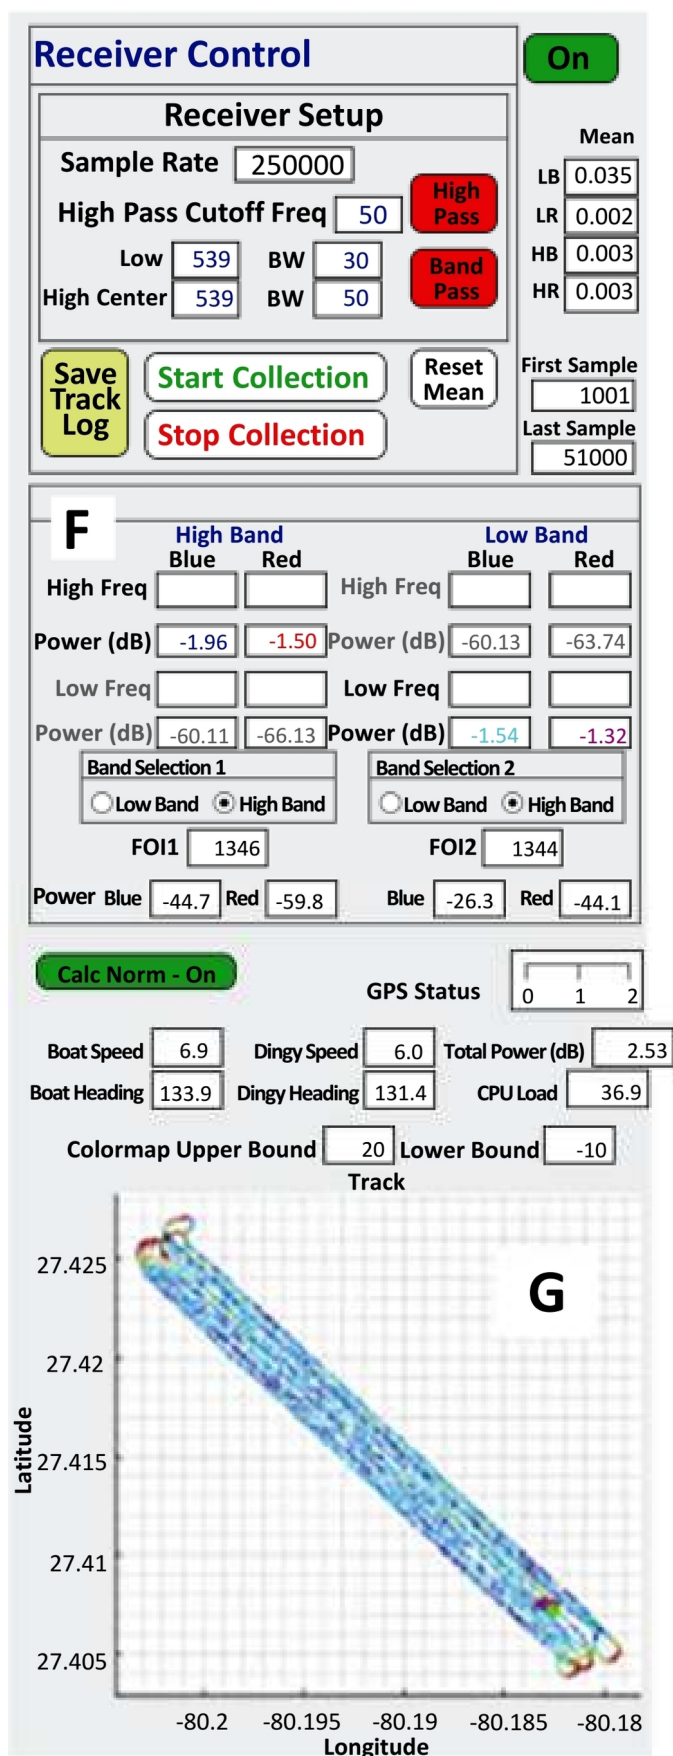 Receiver Control
On
Receiver Setup
Mean
Sample Rate 250000
High Pass
LB 0.035
High Pass Cutoff Freq 50
LR 0.002
Low 539 BW 30
Band Pass
HB 0.003
High Center 539 BW 50
HR 0.003
Save Track Log
Start Collection
Reset Mean
First Sample
1001
Stop Collection
Last Sample
51000
F
High Band Low Band
Blue Red Blue Red
High Freq High Freq
Power (dB) -1.96 -1.50 Power (dB) -60.13 -63.74
Low Freq Low Freq
Power (dB) -60.11 -66.13 Power (dB) -1.54 -1.32
Band Selection 1 Band Selection 2
Low Band High Band Low Band High Band
FOI1 1346 FOI2 1344
Power Blue -44.7 Red -59.8 Blue -26.3 Red -44.1
Calc Norm - On
GPS Status 0 1 2
Boat Speed 6.9 Dingy Speed 6.0 Total Power (dB) 2.53
Boat Heading 133.9 Dingy Heading 131.4 CPU Load 36.9
Colormap Upper Bound 20 Lower Bound -10
Track
G
27.425
27.42
27.415
27.41
27.405
Latitude
-80.2 -80.195 -80.19 -80.185 -80.18
Longitude